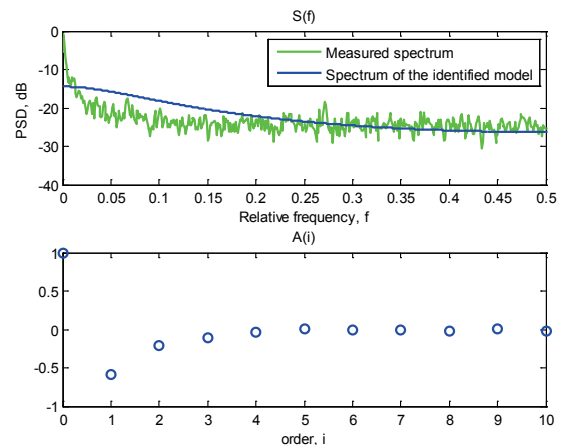 S(f)
0
-10
-20
-30
-40
PSD, dB
Measured spectrum
Spectrum of the identified model
0 0.05 0.1 0.15 0.2 0.25 0.3 0.35 0.4 0.45 0.5
Relative frequency, f
A(i)
1
0.5
0
-0.5
-1
0 1 2 3 4 5 6 7 8 9 10
order, i